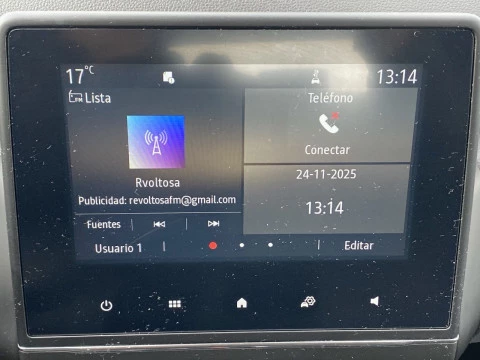 17°C
13:14
FM Lista
Rvoltosa
Publicidad: revoltosafm@gmail.com
Fuentes
Teléfono
Conectar
24-11-2025
13:14
Usuario 1
Editar